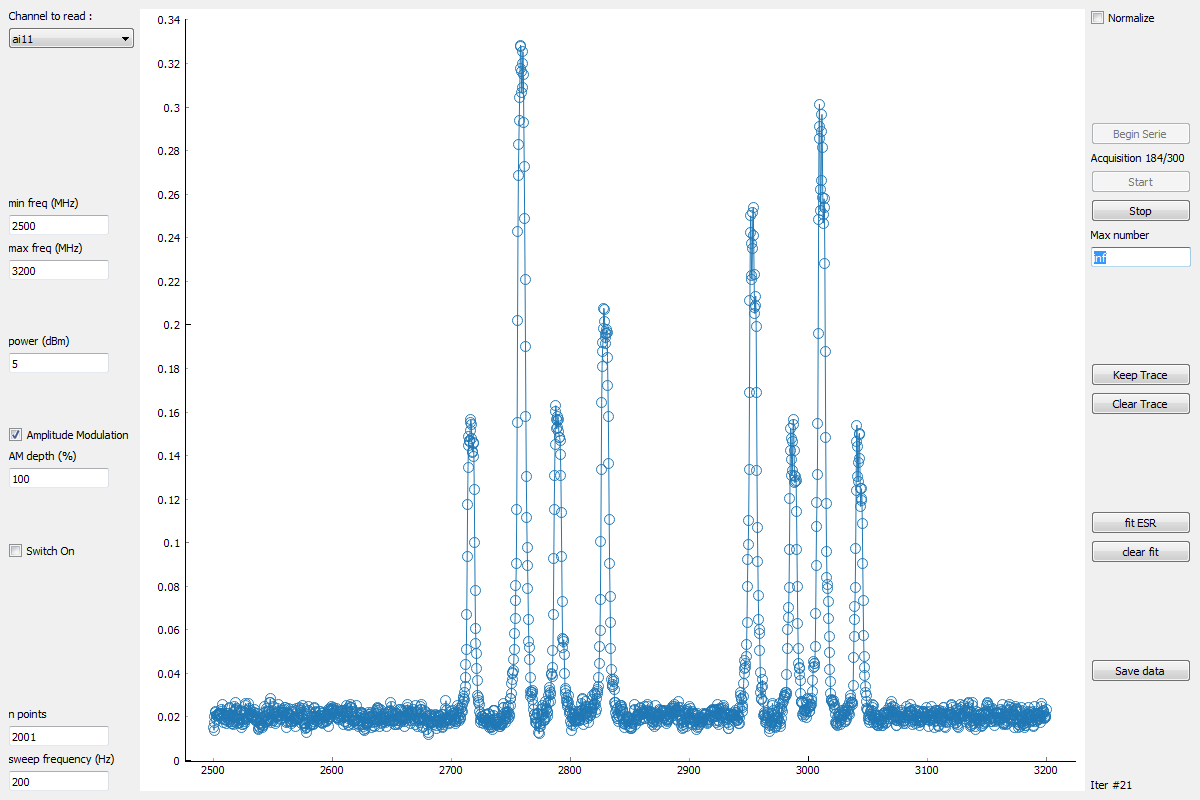 Channel to read :
ai11
min freq (MHz)
2500
max freq (MHz)
3200
power (dBm)
5
Amplitude Modulation
AM depth (%)
100
Switch On
n points
2001
sweep frequency (Hz)
200
0.34
0.32
0.3
0.28
0.26
0.24
0.22
0.2
0.18
0.16
0.14
0.12
0.1
0.08
0.06
0.04
0.02
0
2500 2600 2700 2800 2900 3000 3100 3200
Normalize
Begin Serie
Acquisition 184/300
Start
Stop
Max number
inf
Keep Trace
Clear Trace
fit ESR
clear fit
Save data
Iter #21